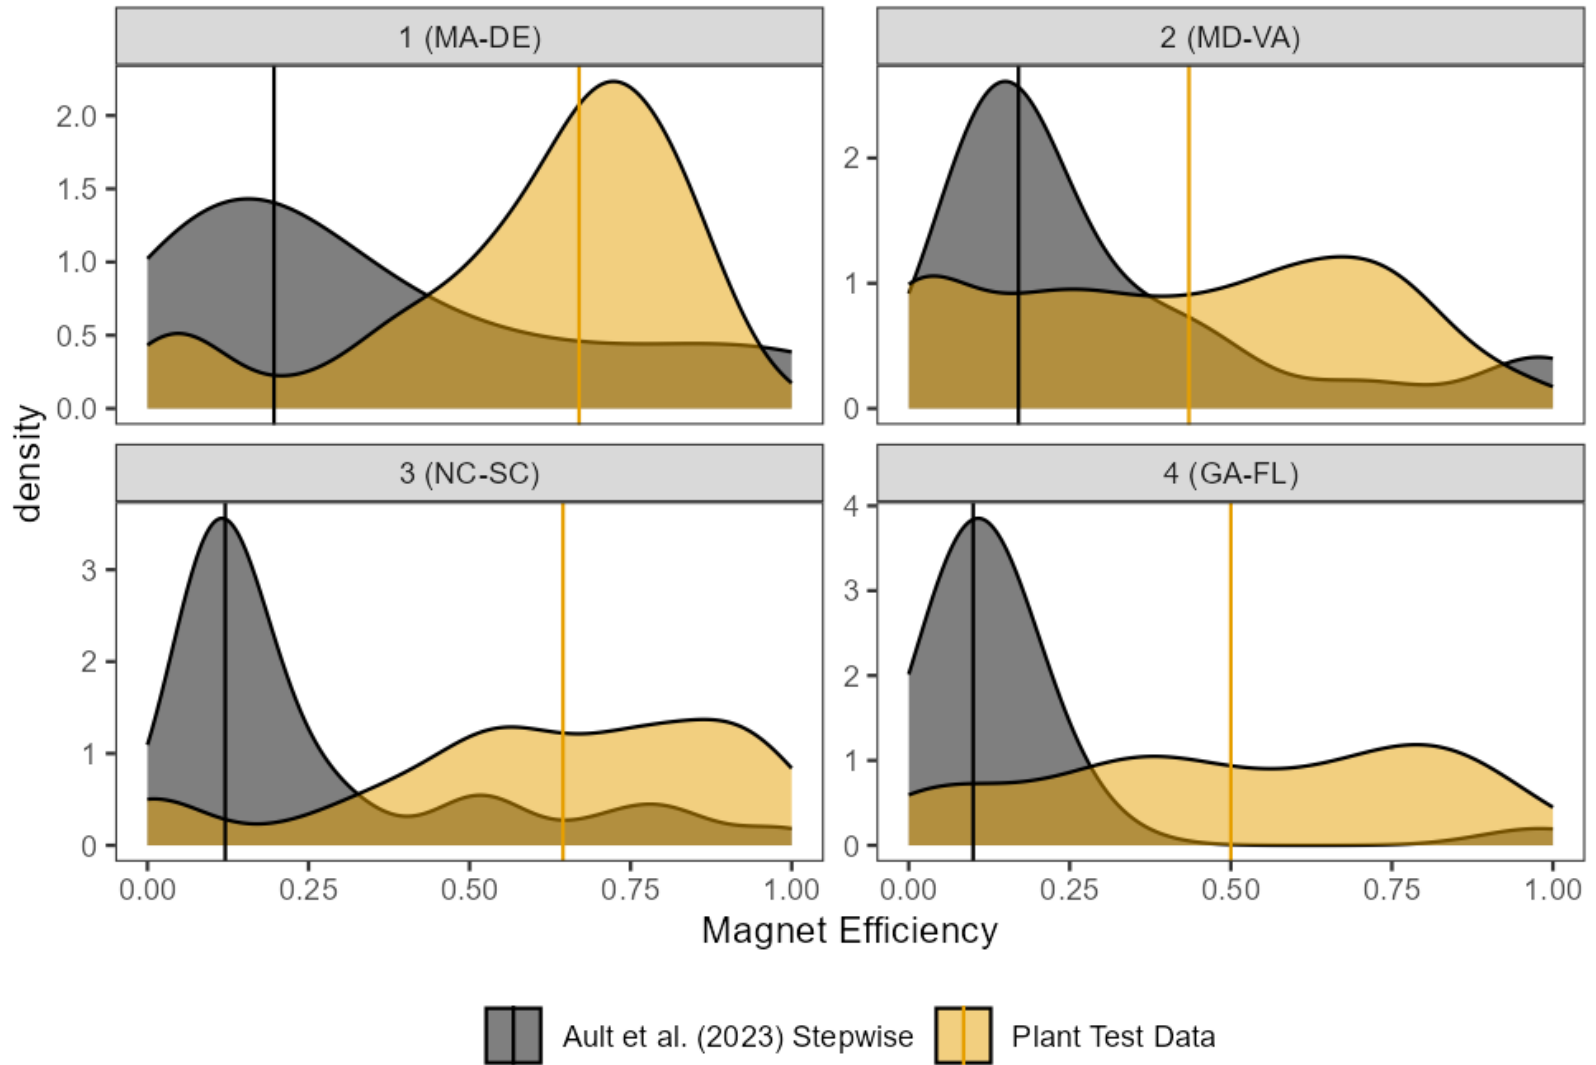 1 (MA-DE)
2 (MD-VA)
2.0
1.5
1.0
0.5
0.0
2
1
0
density
3 (NC-SC)
4 (GA-FL)
3
2
1
0
4
3
2
1
0
0.00 0.25 0.50 0.75 1.00
0.00 0.25 0.50 0.75 1.00
Magnet Efficiency
Ault et al. (2023) Stepwise
Plant Test Data